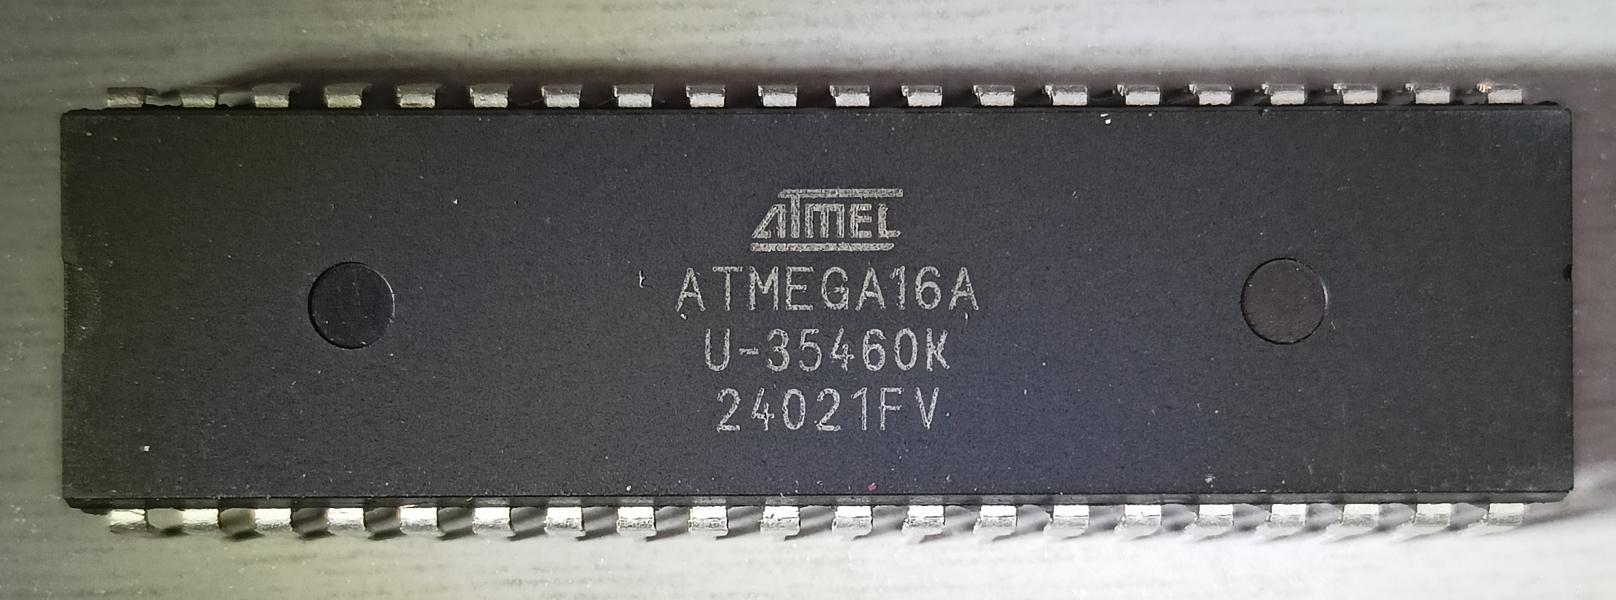 ATMEL
ATMEGA16A
U-35460K
24021FV